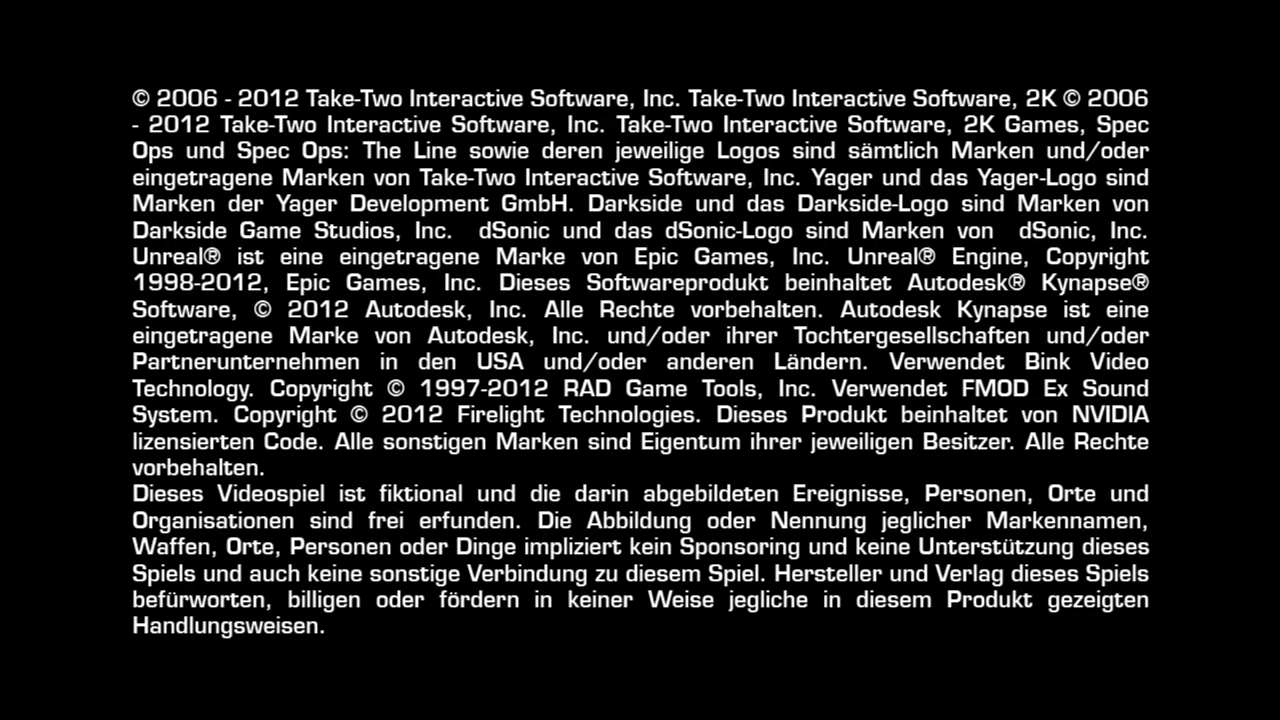 © 2006 - 2012 Take-Two Interactive Software, Inc. Take-Two Interactive Software, 2K © 2006
- 2012 Take-Two Interactive Software, Inc. Take-Two Interactive Software, 2K Games, Spec
Ops und Spec Ops: The Line sowie deren jeweilige Logos sind sämtlich Marken und/oder
eingetragene Marken von Take-Two Interactive Software, Inc. Yager und das Yager-Logo sind
Marken der Yager Development GmbH. Darkside und das Darkside-Logo sind Marken von
Darkside Game Studios, Inc. dSonic und das dSonic-Logo sind Marken von dSonic, Inc.
Unreal® ist eine eingetragene Marke von Epic Games, Inc. Unreal® Engine, Copyright
1998-2012, Epic Games, Inc. Dieses Softwareprodukt beinhaltet Autodesk® Kynapse®
Software, © 2012 Autodesk, Inc. Alle Rechte vorbehalten. Autodesk Kynapse ist eine
eingetragene Marke von Autodesk, Inc. und/oder ihrer Tochtergesellschaften und/oder
Partnerunternehmen in den USA und/oder anderen Ländern. Verwendet Bink Video
Technology. Copyright © 1997-2012 RAD Game Tools, Inc. Verwendet FMOD Ex Sound
System. Copyright © 2012 Firelight Technologies. Dieses Produkt beinhaltet von NVIDIA
lizensierten Code. Alle sonstigen Marken sind Eigentum ihrer jeweiligen Besitzer. Alle Rechte
vorbehalten.
Dieses Videospiel ist fiktional und die darin abgebildeten Ereignisse, Personen, Orte und
Organisationen sind frei erfunden. Die Abbildung oder Nennung jeglicher Markennamen,
Waffen, Orte, Personen oder Dinge impliziert kein Sponsoring und keine Unterstützung dieses
Spiels und auch keine sonstige Verbindung zu diesem Spiel. Hersteller und Verlag dieses Spiels
befürworten, billigen oder fördern in keiner Weise jegliche in diesem Produkt gezeigten
Handlungsweisen.